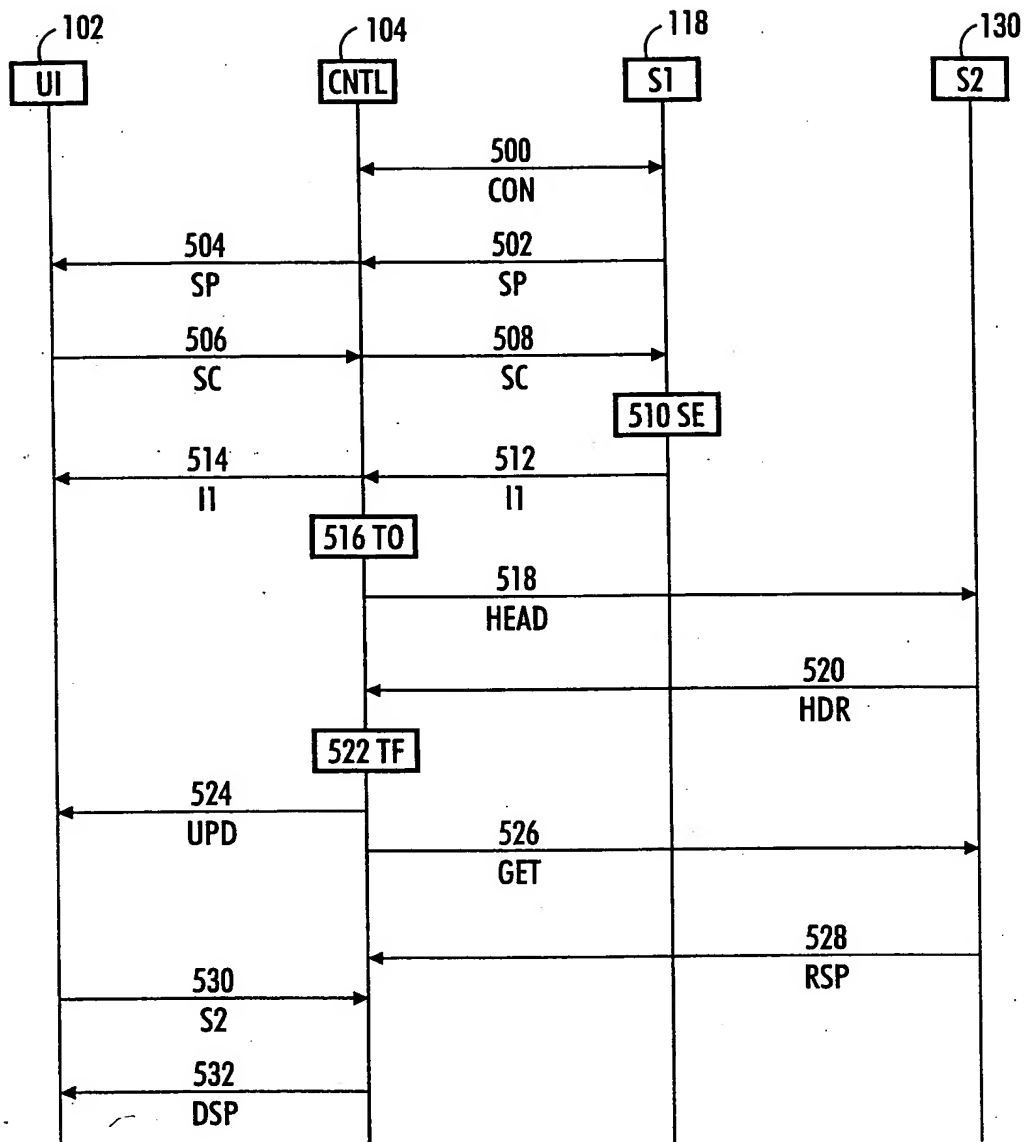 102 104 118 130
UI CNTL S1 S2
500
CON
504 502
SP SP
506 508
SC SC
510 SE
514 512
I1 I1
516 TO
518
HEAD
520
HDR
522 TF
524
UPD
526
GET
528
RSP
530
S2
532
DSP